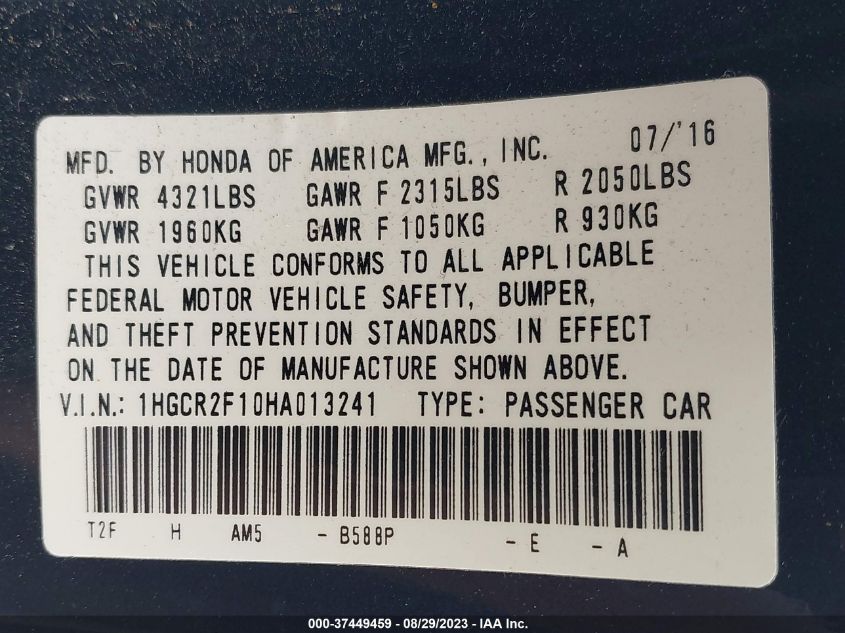 MFD. BY HONDA OF AMERICA MFG., INC. 07/'16
GVWR 4321LBS GAWR F 2315LBS R 2050LBS
GVWR 1960KG GAWR F 1050KG R 930KG
THIS VEHICLE CONFORMS TO ALL APPLICABLE
FEDERAL MOTOR VEHICLE SAFETY, BUMPER,
AND THEFT PREVENTION STANDARDS IN EFFECT
ON THE DATE OF MANUFACTURE SHOWN ABOVE.
V.I.N.: 1HGCR2F10HA013241 TYPE: PASSENGER CAR
T2F H AM5 - B588P - E - A
000-37449459 - 08/29/2023 - IAA Inc.